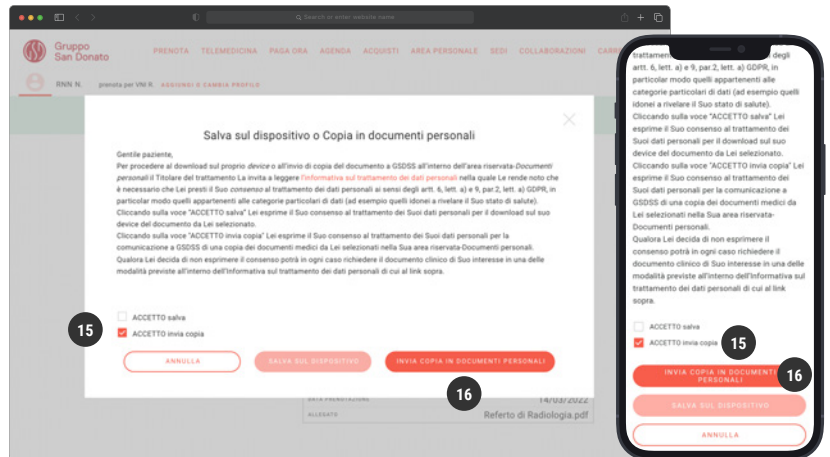 Search or enter website name
Gruppo
San Donato
PRENOTA TELEMEDICINA PAGA ORA AGENDA ACQUISTI AREA PERSONALE SEDI COLLABORAZIONI
RNN N. prenota per VNI R. AGGIUNGI E CAMBIA PROFILO
Salva sul dispositivo o Copia in documenti personali
Gentile paziente,
Per procedere al download sul proprio device o all'invio di copia del documento a GSDSS all'interno dell'area riservata-Documenti
personali il Titolare del trattamento La invita a leggere l'informativa sul trattamento dei dati personali nella quale Le rende noto che
è necessario che Lei presti il Suo consenso al trattamento dei dati personali ai sensi degli artt. 6, lett. a) e 9, par.2, lett. a) GDPR, in
particolar modo quelli appartenenti alle categorie particolari di dati (ad esempio quelli idonei a rivelare il Suo stato di salute).
Cliccando sulla voce "ACCETTO salva" Lei esprime il Suo consenso al trattamento dei Suoi dati personali per il download sul suo
device del documento da Lei selezionato.
Cliccando sulla voce "ACCETTO invia copia" Lei esprime il Suo consenso al trattamento dei Suoi dati personali per la
comunicazione a GSDSS di una copia dei documenti medici da Lei selezionati nella Sua area riservata-Documenti personali.
Qualora Lei decida di non esprimere il consenso potrà in ogni caso richiedere il documento clinico di Suo interesse in una delle
modalità previste all'interno dell'Informativa sul trattamento dei dati personali di cui al link sopra.
ACCETTO salva
15
ACCETTO invia copia
ANNULLA
SALVA SUL DISPOSITIVO
INVIA COPIA IN DOCUMENTI PERSONALI
16
DATA PRENOTAZIONE 14/03/2022
ALLEGATO Referto di Radiologia.pdf
degli
artt. 6, lett. a) e 9, par.2, lett. a) GDPR, in
particolar modo quelli appartenenti alle
categorie particolari di dati (ad esempio quelli
idonei a rivelare il Suo stato di salute).
Cliccando sulla voce "ACCETTO salva" Lei
esprime il Suo consenso al trattamento dei
Suoi dati personali per il download sul suo
device del documento da Lei selezionato.
Cliccando sulla voce "ACCETTO invia copia" Lei
esprime il Suo consenso al trattamento dei
Suoi dati personali per la comunicazione a
GSDSS di una copia dei documenti medici da
Lei selezionati nella Sua area riservata-
Documenti personali.
Qualora Lei decida di non esprimere il
consenso potrà in ogni caso richiedere il
documento clinico di Suo interesse in una delle
modalità previste all'interno dell'Informativa sul
trattamento dei dati personali di cui al link
sopra.
ACCETTO salva
ACCETTO invia copia
15
INVIA COPIA IN DOCUMENTI
PERSONALI
16
SALVA SUL DISPOSITIVO
ANNULLA